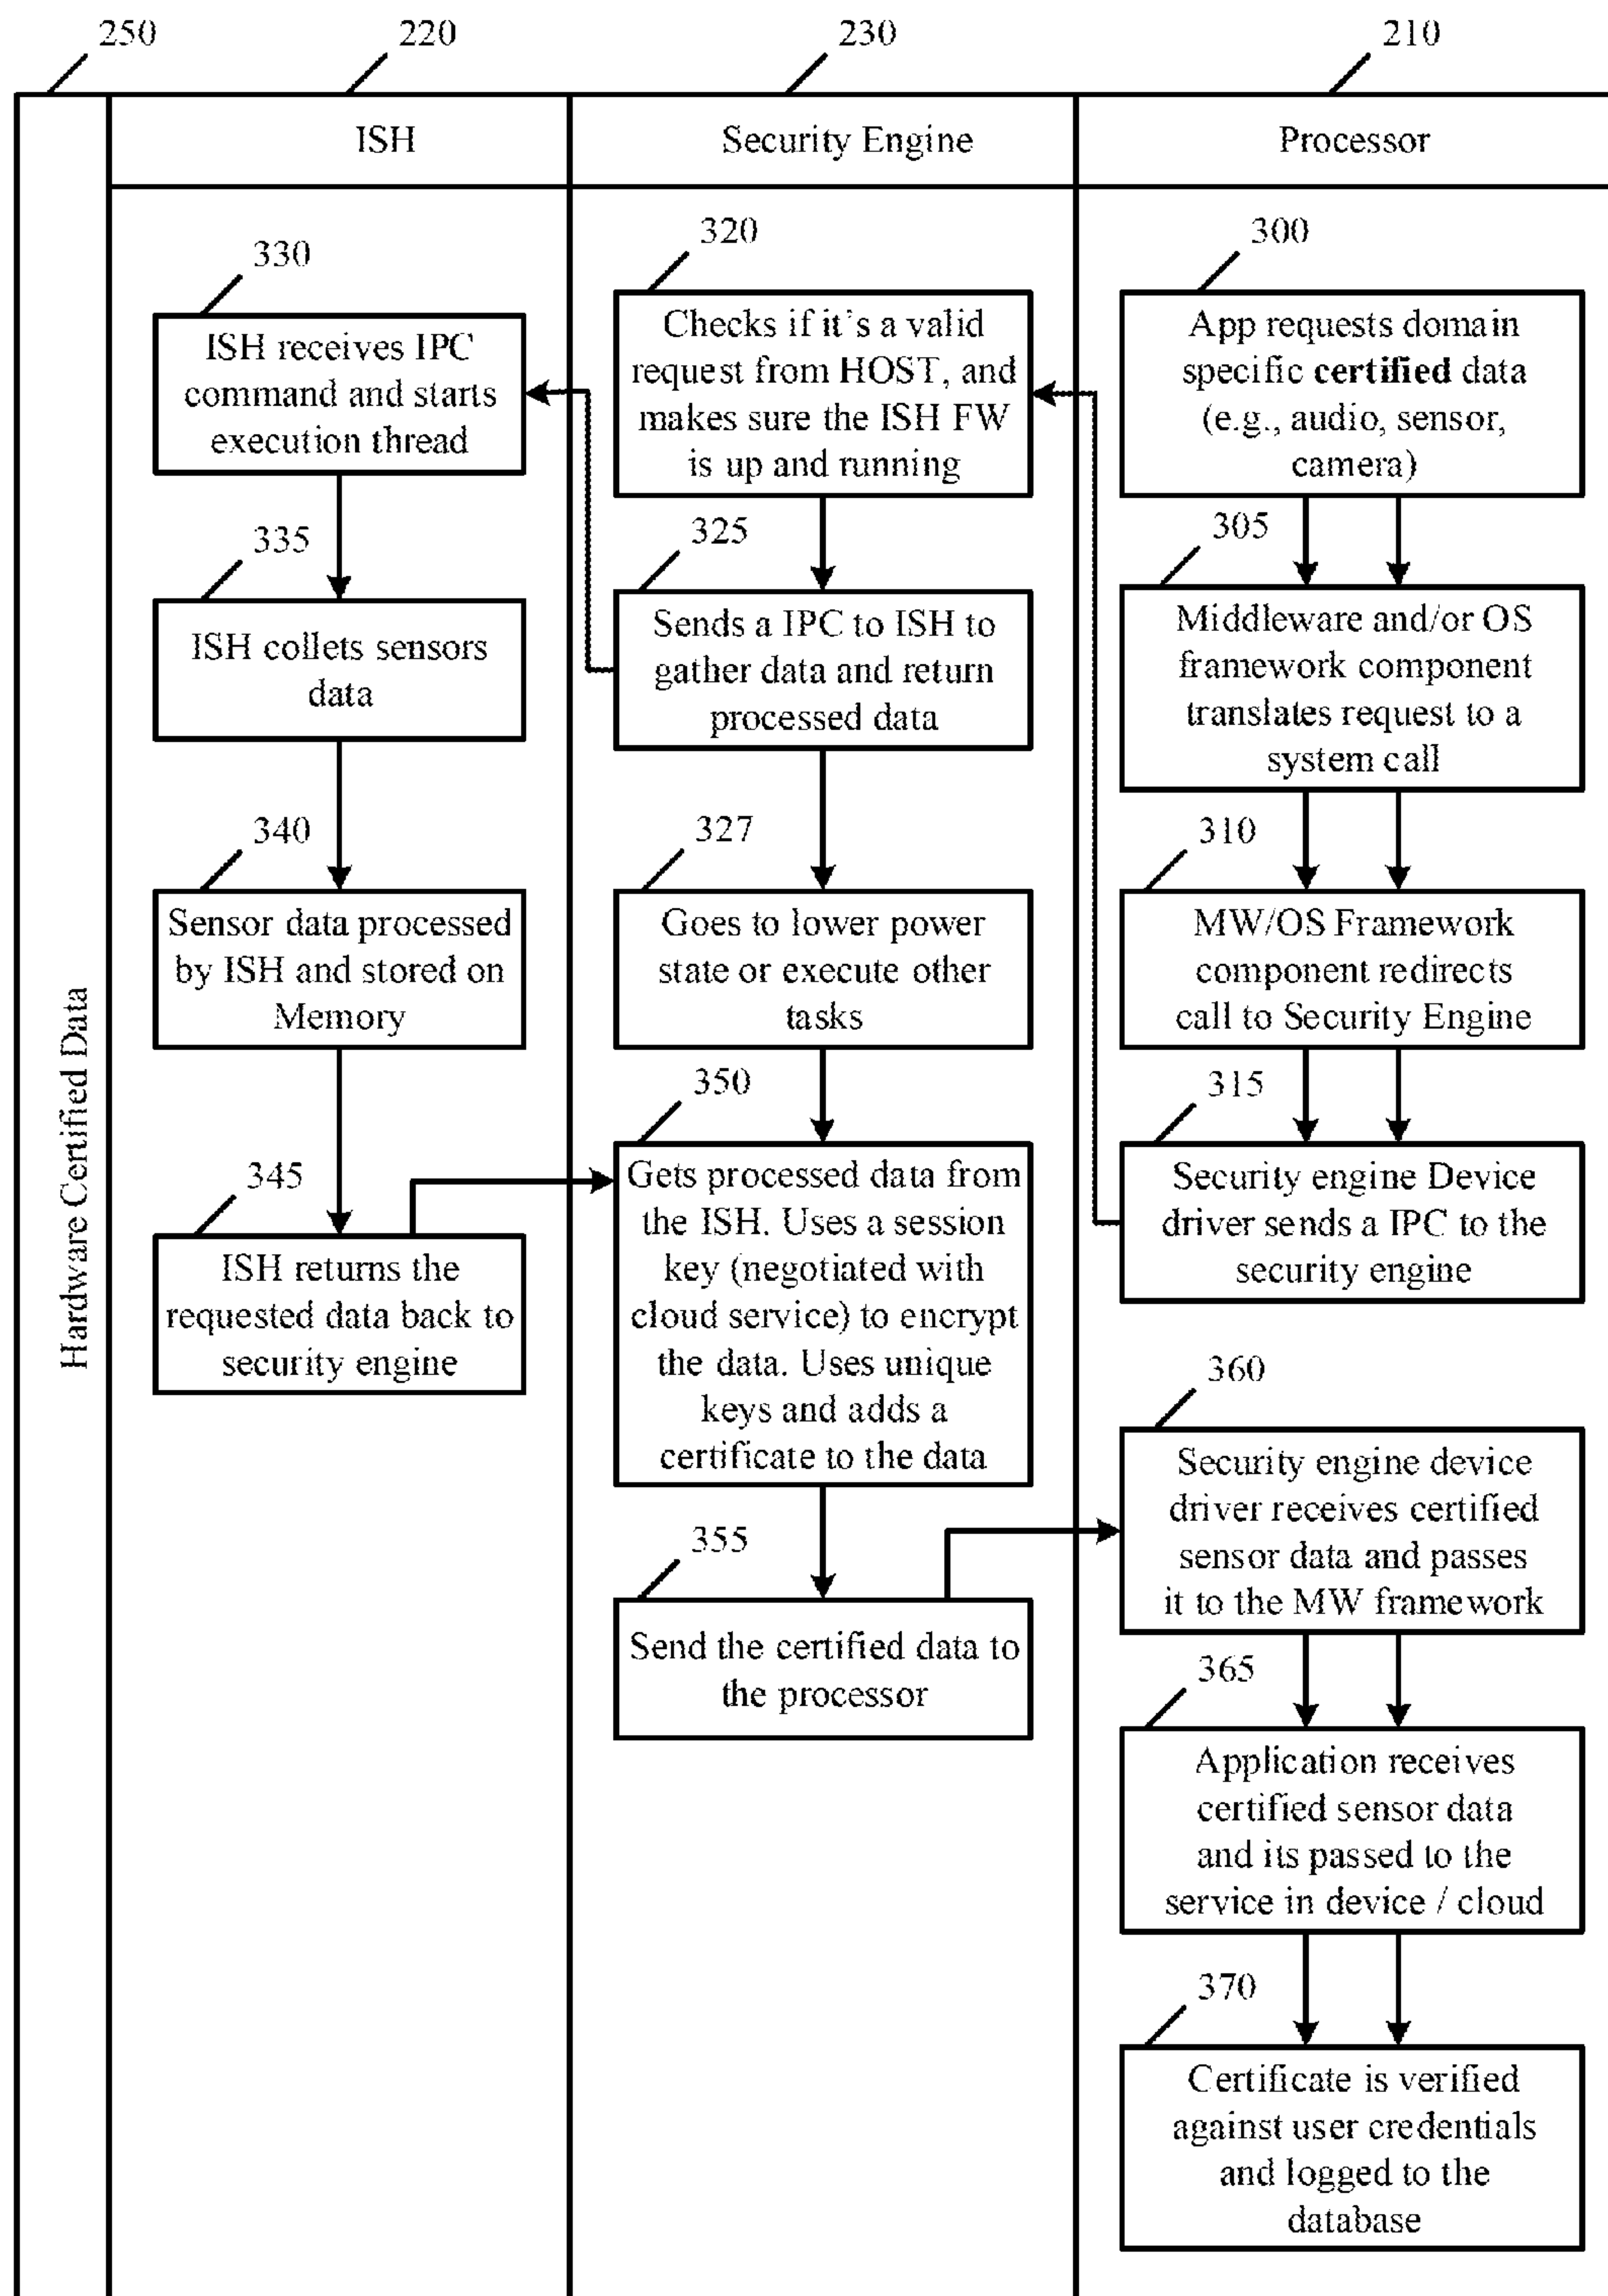 250
220
230
210
ISH
Security Engine
Processor
Hardware Certified Data
330
ISH receives IPC
command and starts
execution thread
335
ISH collets sensors
data
340
Sensor data processed
by ISH and stored on
Memory
345
ISH returns the
requested data back to
security engine
320
Checks if it's a valid
request from HOST, and
makes sure the ISH FW
is up and running
325
Sends a IPC to ISH to
gather data and return
processed data
327
Goes to lower power
state or execute other
tasks
350
Gets processed data from
the ISH. Uses a session
key (negotiated with
cloud service) to encrypt
the data. Uses unique
keys and adds a
certificate to the data
355
Send the certified data to
the processor
300
App requests domain
specific certified data
(e.g., audio, sensor,
camera)
305
Middleware and/or OS
framework component
translates request to a
system call
310
MW/OS Framework
component redirects
call to Security Engine
315
Security engine Device
driver sends a IPC to the
security engine
360
Security engine device
driver receives certified
sensor data and passes
it to the MW framework
365
Application receives
certified sensor data
and its passed to the
service in device / cloud
370
Certificate is verified
against user credentials
and logged to the
database